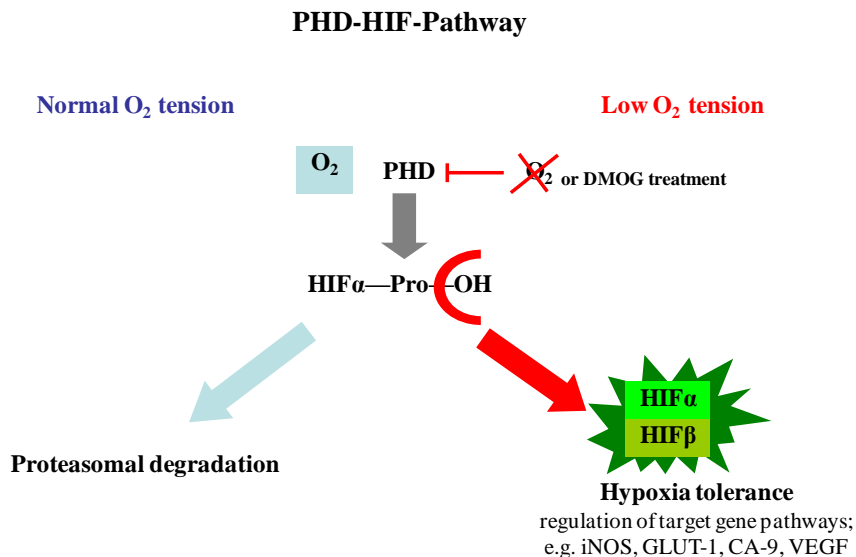 PHD-HIF-Pathway
Normal O₂ tension
Low O₂ tension
O₂
PHD
O₂ or DMOG treatment
HIFα—Pro—OH
HIFα
HIFβ
Proteasomal degradation
Hypoxia tolerance
regulation of target gene pathways;
e.g. iNOS, GLUT-1, CA-9, VEGF